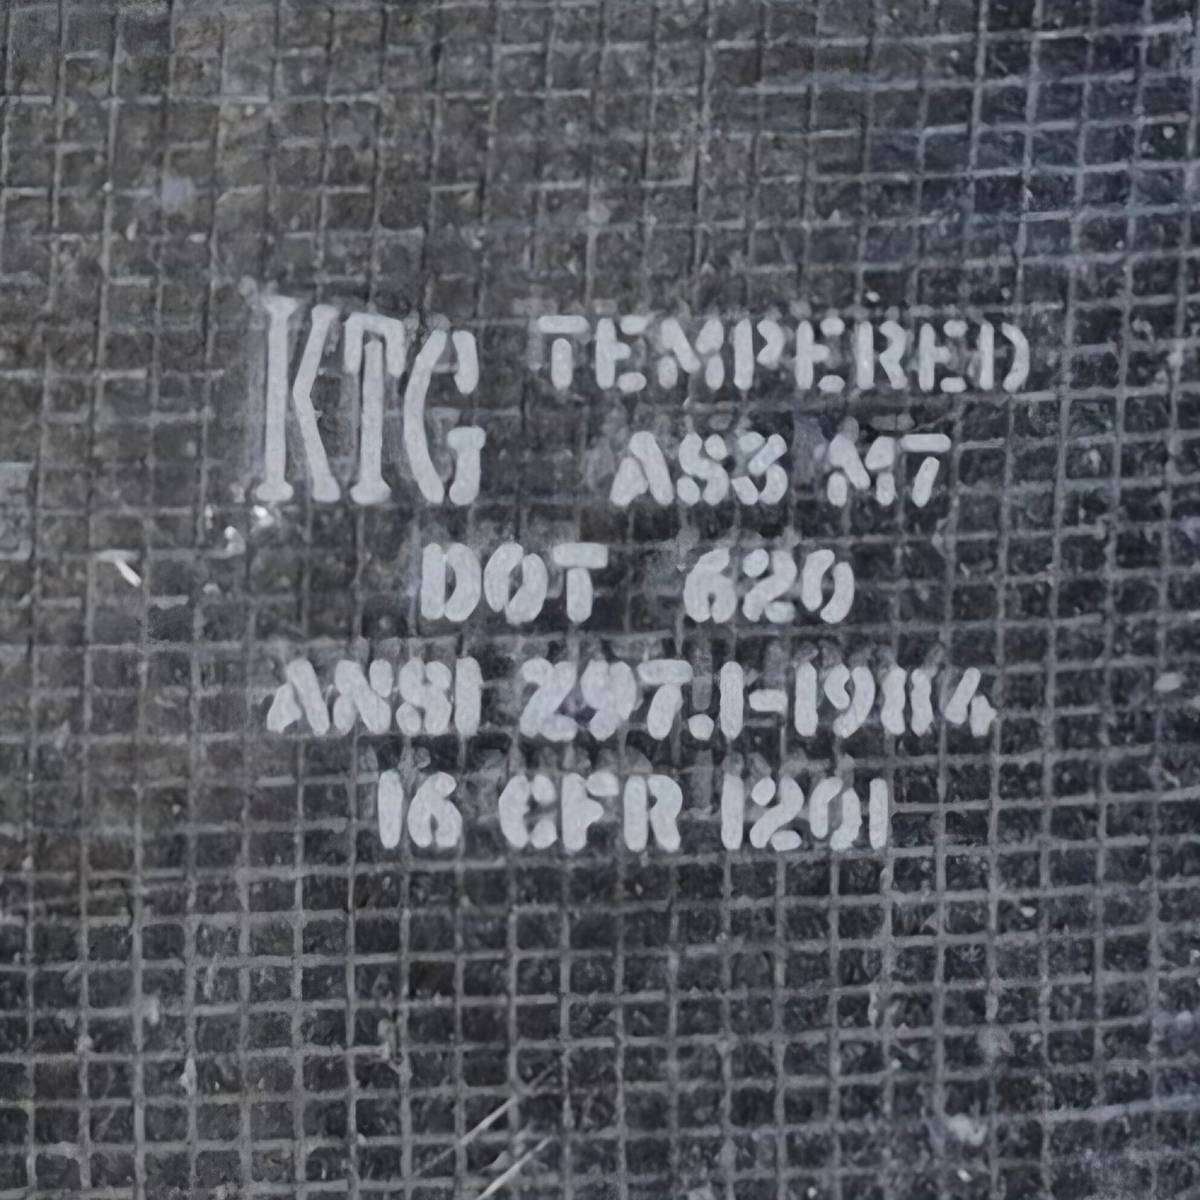 KTG TEMPERED
AS3 M7
DOT 620
ANSI Z97.1-1984
16 CFR 1201